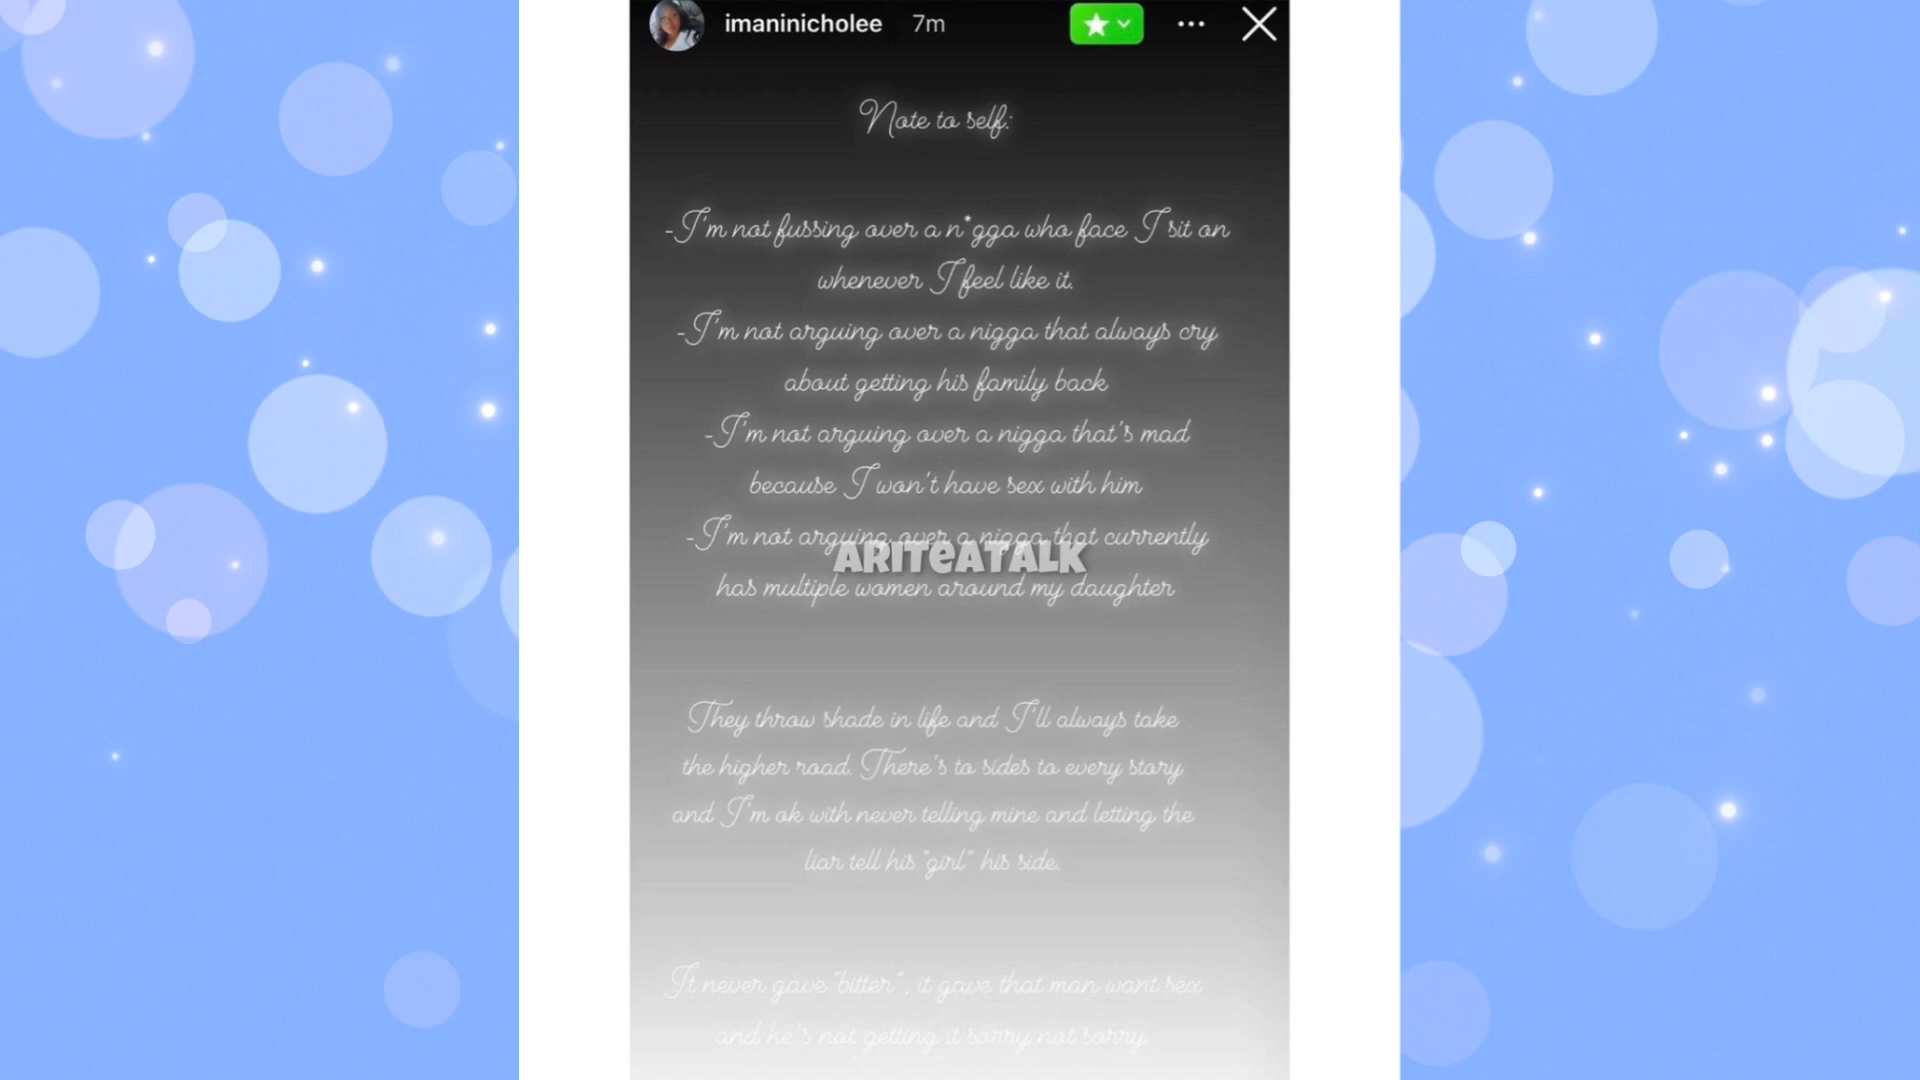 imaninicholee 7m
Note to self:
-I'm not fussing over a n*gga who face I sit on
whenever I feel like it.
-I'm not arguing over a nigga that always cry
about getting his family back
-I'm not arguing over a nigga that's mad
because I won't have sex with him
-I'm not arguing over a nigga that currently
ARITEATALK
has multiple women around my daughter
They throw shade in life and I'll always take
the higher road. There's to sides to every story
and I'm ok with never telling mine and letting the
liar tell his "girl" his side.
It never gave "bitter", it gave that man want sex
and he's not getting it sorry not sorry.